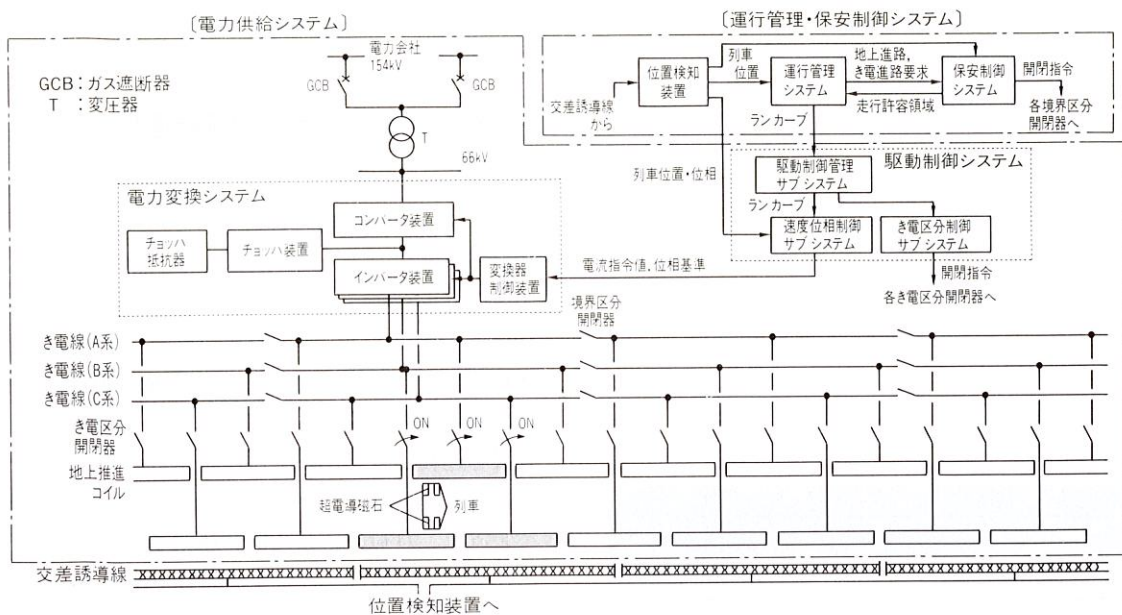 〔電力供給システム〕
〔運行管理・保安制御システム〕
電力会社
154kV
GCB:ガス遮断器
T :変圧器
GCB
GCB
T
66kV
位置検知
装置
列車
位置
運行管理
システム
地上進路,
き電進路要求
走行許容領域
保安制御
システム
開閉指令
各境界区分
開閉器へ
交差誘導線
から
ランカーブ
列車位置・位相
駆動制御管理
サブシステム
駆動制御システム
ランカーブ
速度位相制御
サブシステム
き電区分制御
サブシステム
開閉指令
各き電区分開閉器へ
電力変換システム
コンバータ装置
チョッパ
抵抗器
チョッパ装置
インバータ装置
変換器
制御装置
電流指令値,位相基準
境界区分
開閉器
き電線(A系)
き電線(B系)
き電線(C系)
き電区分
開閉器
ON
ON
ON
地上推進
コイル
超電導磁石
列車
交差誘導線
位置検知装置へ